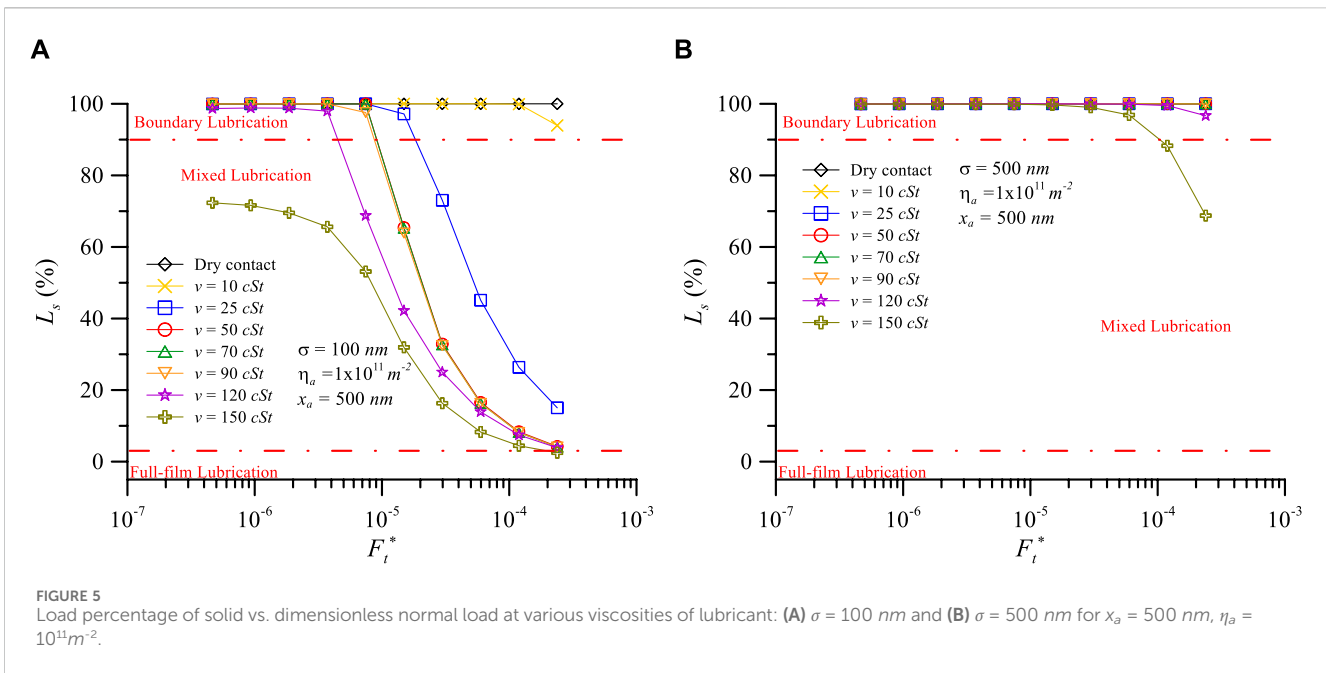 A
100
80
60
40
20
0
L_s (%)
Boundary Lubrication
Mixed Lubrication
Dry contact
v = 10 cSt
v = 25 cSt
v = 50 cSt
v = 70 cSt
v = 90 cSt
v = 120 cSt
v = 150 cSt
σ = 100 nm
η_a = 1x10^11 m^-2
x_a = 500 nm
Full-film Lubrication
10^-7 10^-6 10^-5 10^-4 10^-3
F_t^*
B
100
80
60
40
20
0
L_s (%)
Boundary Lubrication
Dry contact
v = 10 cSt
v = 25 cSt
v = 50 cSt
v = 70 cSt
v = 90 cSt
v = 120 cSt
v = 150 cSt
σ = 500 nm
η_a = 1x10^11 m^-2
x_a = 500 nm
Mixed Lubrication
Full-film Lubrication
10^-7 10^-6 10^-5 10^-4 10^-3
F_t^*
FIGURE 5
Load percentage of solid vs. dimensionless normal load at various viscosities of lubricant: (A) σ = 100 nm and (B) σ = 500 nm for x_a = 500 nm, η_a =
10^11m^-2.